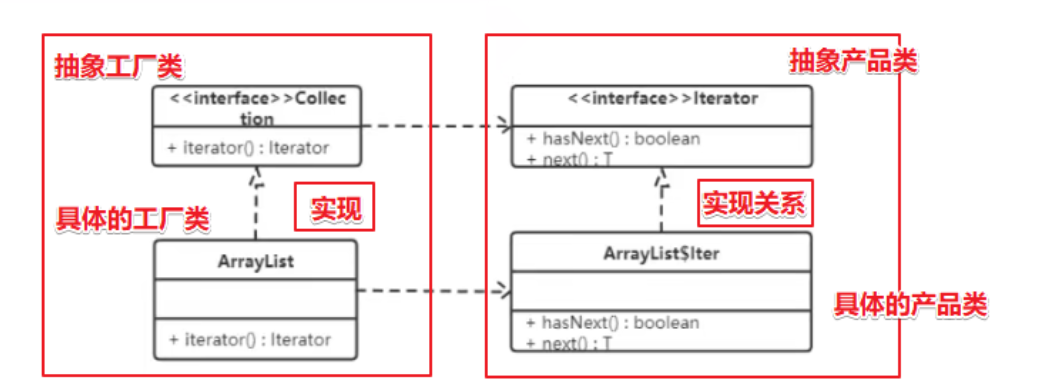 抽象工厂类
<<interface>>Collec
tion
+ iterator() : Iterator
具体的工厂类
实现
ArrayList
+ iterator() : Iterator
抽象产品类
<<interface>>Iterator
+ hasNext() : boolean
+ next() : T
实现关系
ArrayList$Iter
具体的产品类
+ hasNext() : boolean
+ next() : T